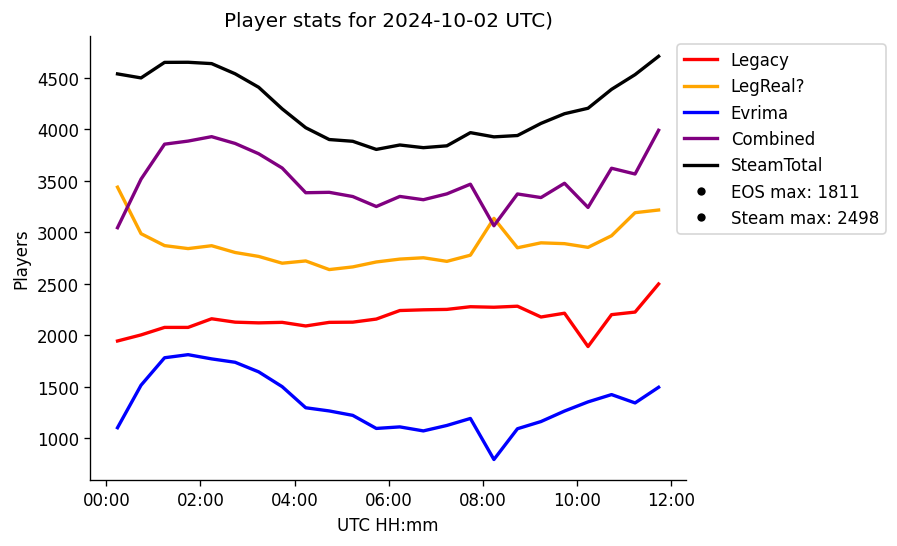 Player stats for 2024-10-02 UTC)
Legacy
LegReal?
Evrima
Combined
SteamTotal
EOS max: 1811
Steam max: 2498
Players
4500
4000
3500
3000
2500
2000
1500
1000
00:00 02:00 04:00 06:00 08:00 10:00 12:00
UTC HH:mm